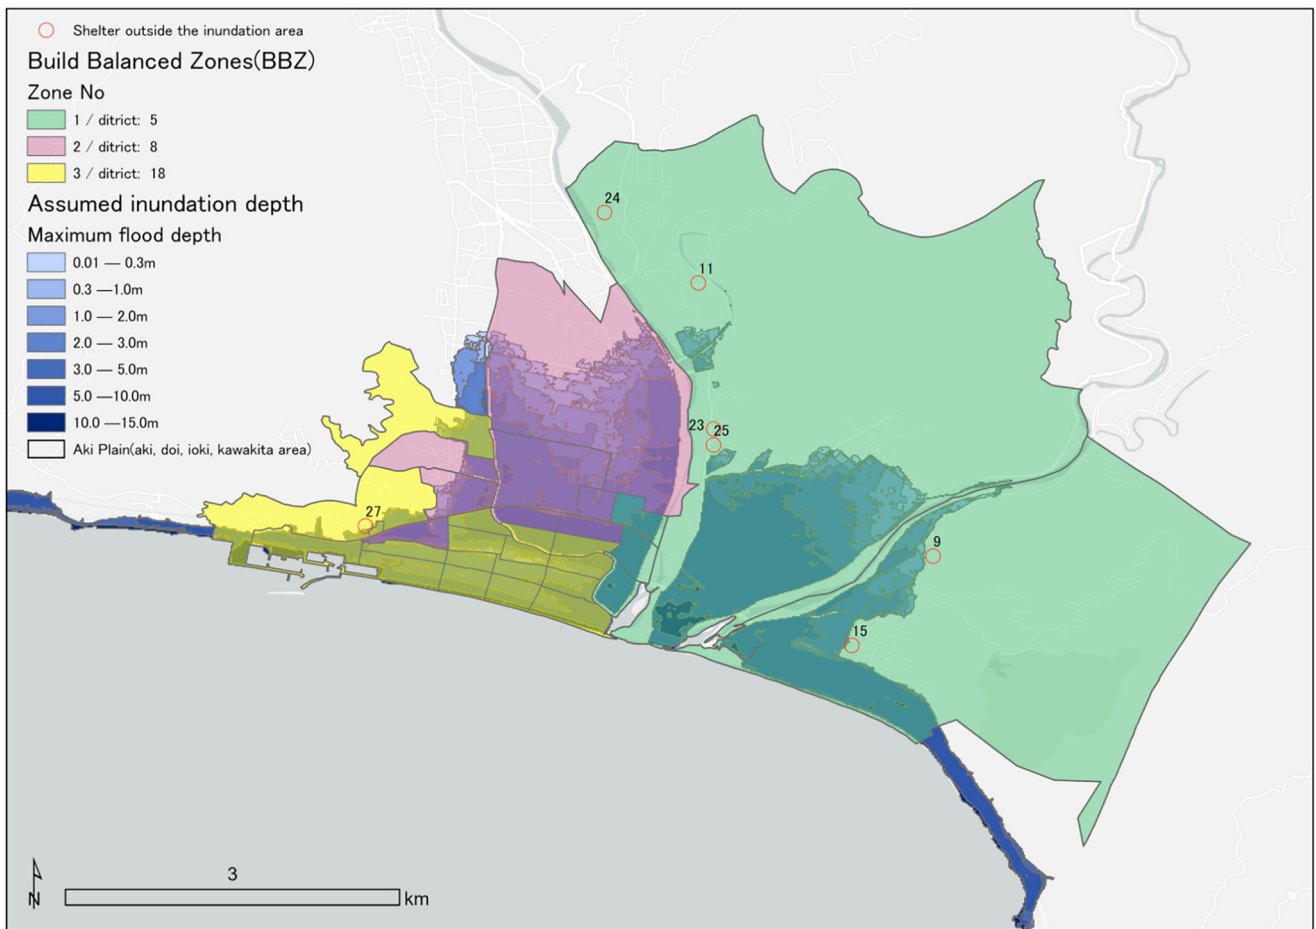 Shelter outside the inundation area
Build Balanced Zones(BBZ)
Zone No
1 / ditrict: 5
2 / ditrict: 8
3 / ditrict: 18
Assumed inundation depth
Maximum flood depth
0.01 — 0.3m
0.3 —1.0m
1.0 — 2.0m
2.0 — 3.0m
3.0 — 5.0m
5.0 —10.0m
10.0 —15.0m
Aki Plain(aki, doi, ioki, kawakita area)
24
11
23
25
27
9
15
3
km
N